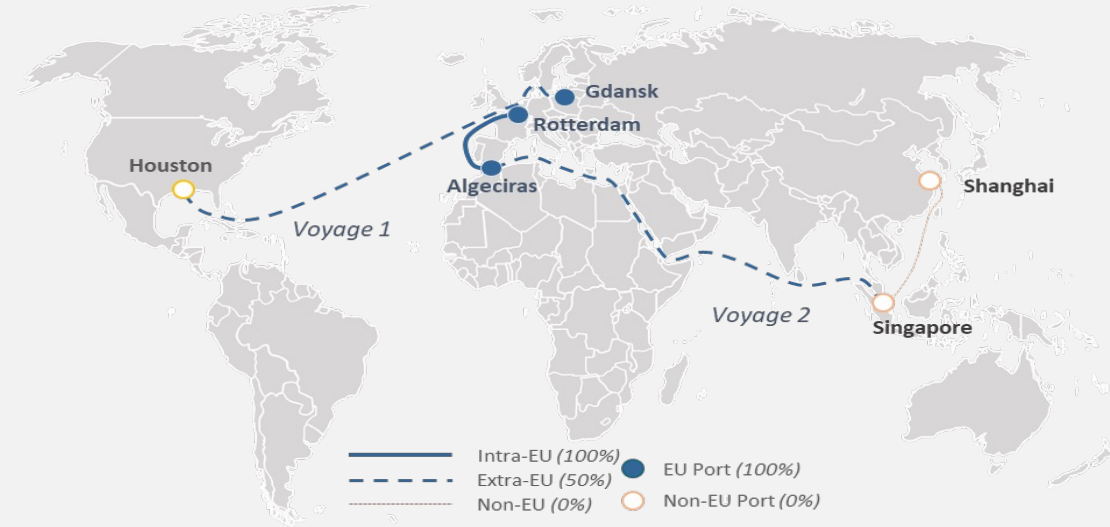 Gdansk
Rotterdam
Houston
Algeciras
Shanghai
Voyage 1
Voyage 2
Singapore
Intra-EU (100%)
Extra-EU (50%)
Non-EU (0%)
EU Port (100%)
Non-EU Port (0%)